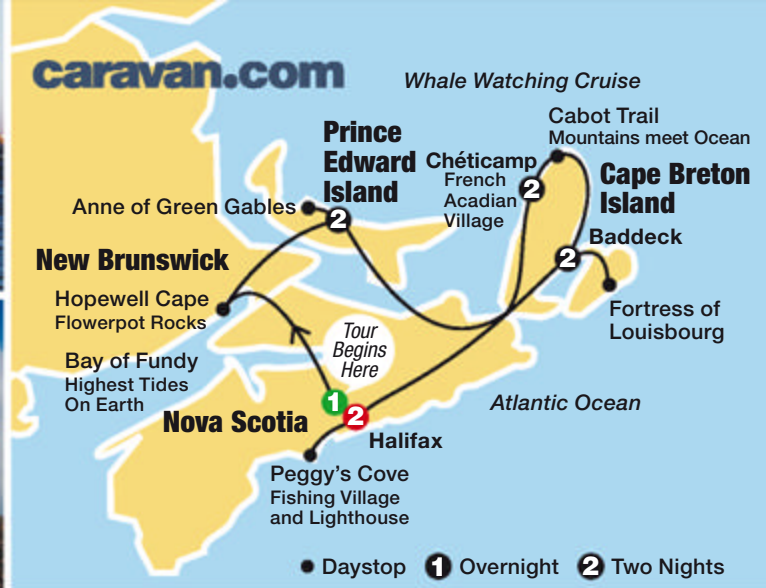 caravan.com
Whale Watching Cruise
Cabot Trail
Mountains meet Ocean
Prince
Edward
Island
Chéticamp
French
Acadian
Village
2
Cape Breton
Island
Anne of Green Gables
2
Baddeck
2
New Brunswick
Hopewell Cape
Flowerpot Rocks
Fortress of
Louisbourg
Tour
Begins
Here
Bay of Fundy
Highest Tides
On Earth
1
2
Nova Scotia
Atlantic Ocean
Halifax
Peggy's Cove
Fishing Village
and Lighthouse
Daystop 1 Overnight 2 Two Nights